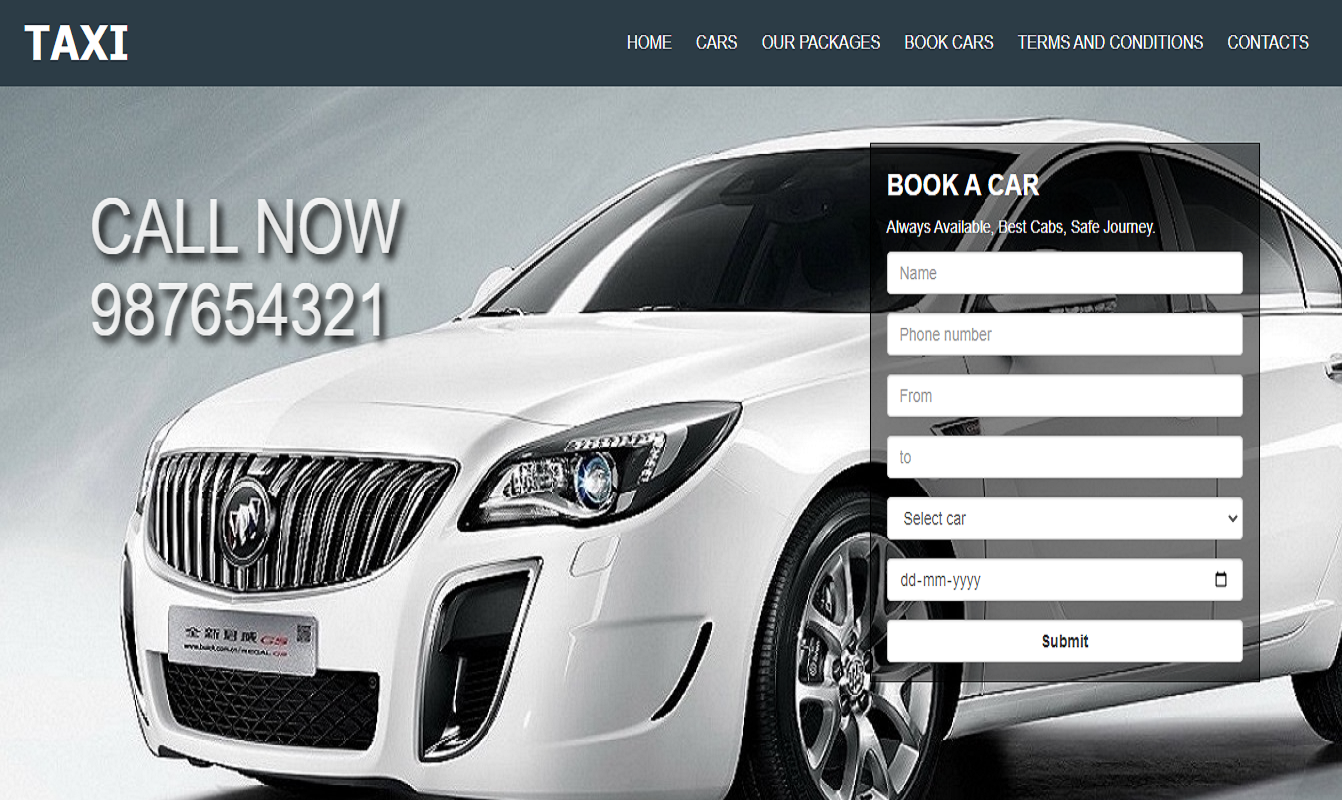 TAXI
HOME CARS OUR PACKAGES BOOK CARS TERMS AND CONDITIONS CONTACTS
CALL NOW
987654321
BOOK A CAR
Always Available, Best Cabs, Safe Journey.
Name
Phone number
From
to
Select car
dd-mm-yyyy
Submit
全新君威 GS
www.buick.com.cn/REGAL GS